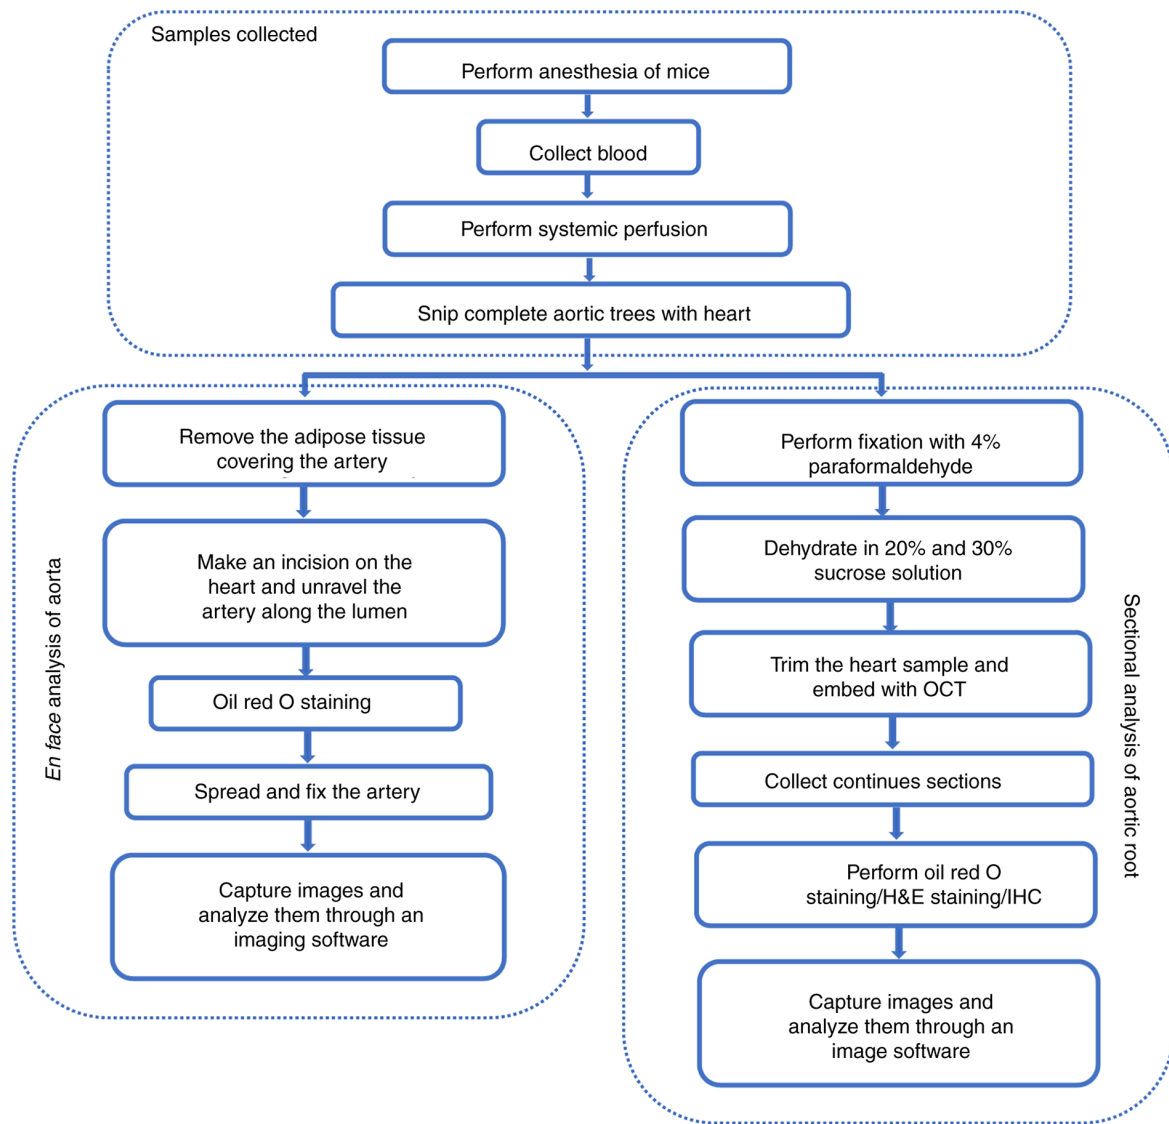 Samples collected
Perform anesthesia of mice
Collect blood
Perform systemic perfusion
Snip complete aortic trees with heart
En face analysis of aorta
Remove the adipose tissue
covering the artery
Make an incision on the
heart and unravel the
artery along the lumen
Oil red O staining
Spread and fix the artery
Capture images and
analyze them through an
imaging software
Sectional analysis of aortic root
Perform fixation with 4%
paraformaldehyde
Dehydrate in 20% and 30%
sucrose solution
Trim the heart sample and
embed with OCT
Collect continues sections
Perform oil red O
staining/H&E staining/IHC
Capture images and
analyze them through an
image software